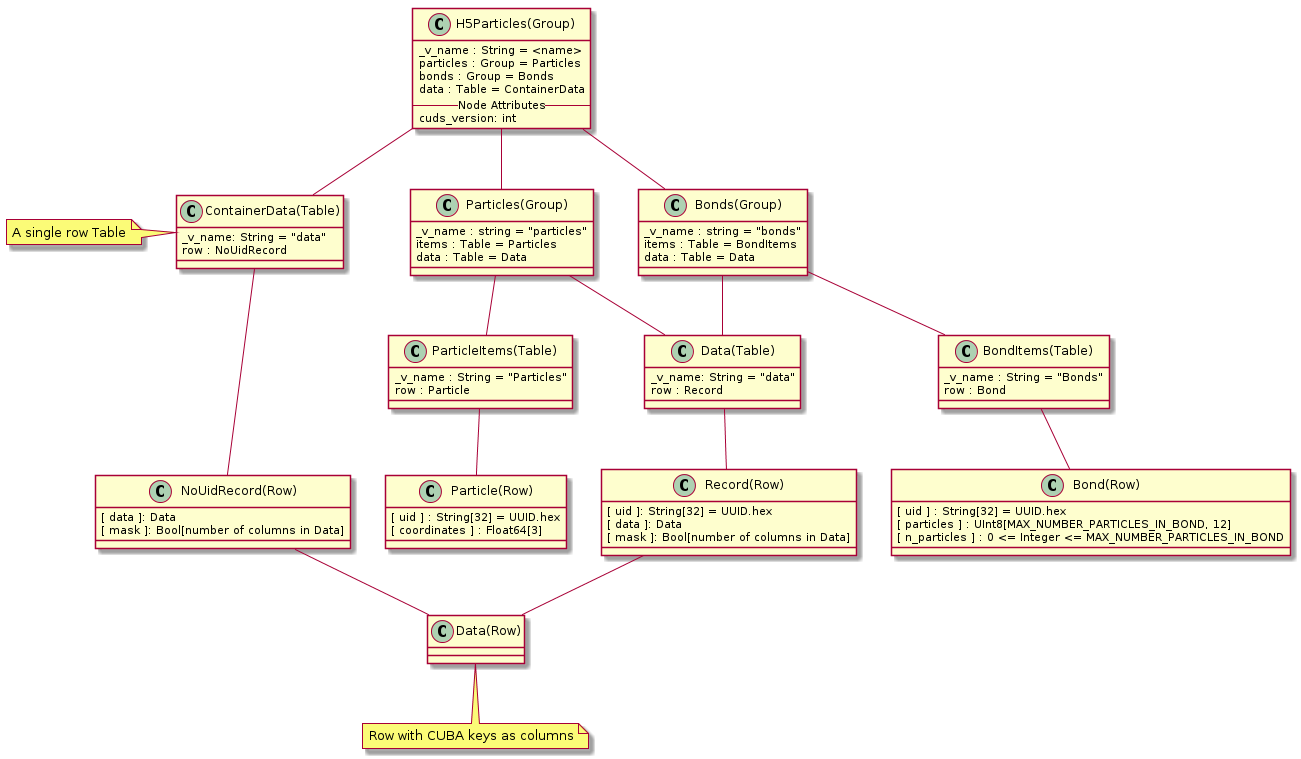 C H5Particles(Group)
_v_name : String = <name>
particles : Group = Particles
bonds : Group = Bonds
data : Table = ContainerData
Node Attributes
cuds_version: int
A single row Table
C ContainerData(Table)
_v_name: String = "data"
row : NoUidRecord
C Particles(Group)
_v_name : string = "particles"
items : Table = Particles
data : Table = Data
C Bonds(Group)
_v_name : string = "bonds"
items : Table = BondItems
data : Table = Data
C ParticleItems(Table)
_v_name : String = "Particles"
row : Particle
C Data(Table)
_v_name: String = "data"
row : Record
C BondItems(Table)
_v_name : String = "Bonds"
row : Bond
C NoUidRecord(Row)
[ data ]: Data
[ mask ]: Bool[number of columns in Data]
C Particle(Row)
[ uid ] : String[32] = UUID.hex
[ coordinates ] : Float64[3]
C Record(Row)
[ uid ]: String[32] = UUID.hex
[ data ]: Data
[ mask ]: Bool[number of columns in Data]
C Bond(Row)
[ uid ] : String[32] = UUID.hex
[ particles ] : UInt8[MAX_NUMBER_PARTICLES_IN_BOND, 12]
[ n_particles ] : 0 <= Integer <= MAX_NUMBER_PARTICLES_IN_BOND
C Data(Row)
Row with CUBA keys as columns